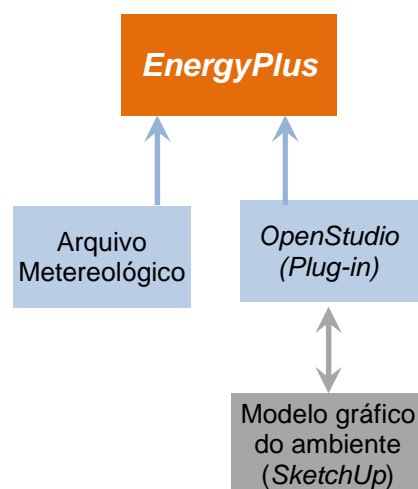 EnergyPlus
Arquivo
Metereológico
OpenStudio
(Plug-in)
Modelo gráfico
do ambiente
(SketchUp)